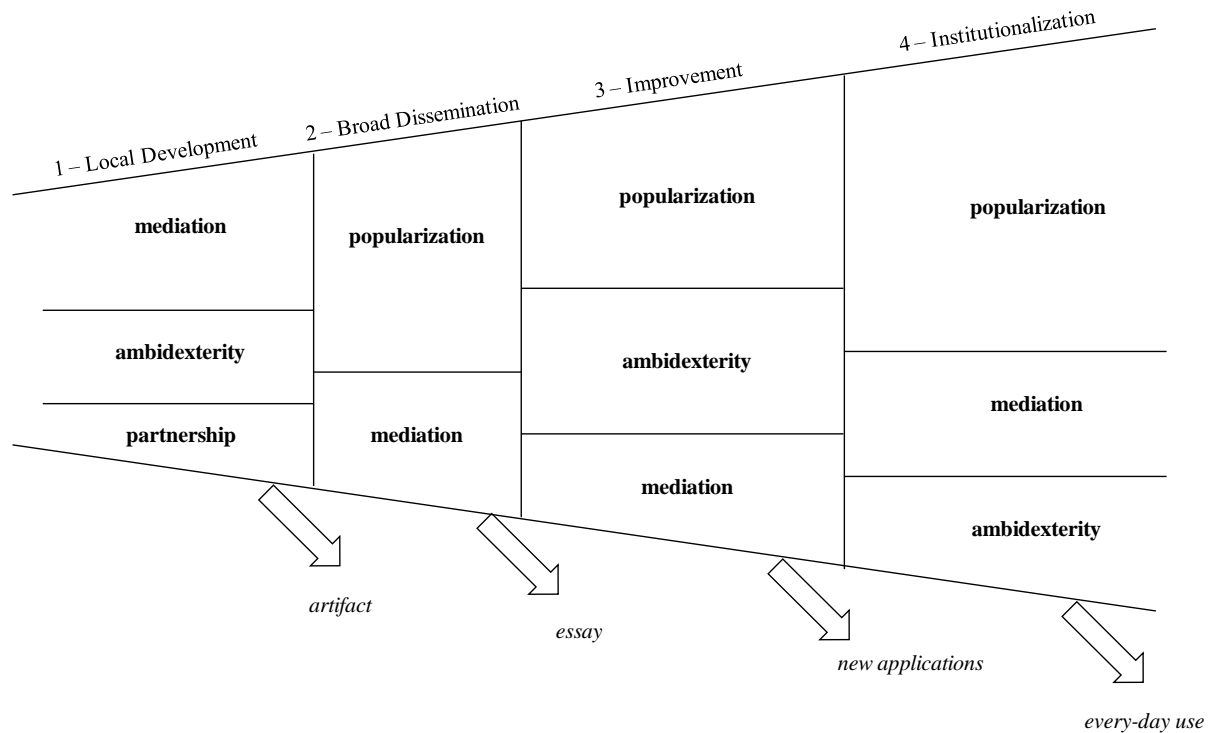 1 – Local Development
mediation
ambidexterity
partnership
artifact
2 – Broad Dissemination
popularization
mediation
essay
3 – Improvement
popularization
ambidexterity
mediation
new applications
4 – Institutionalization
popularization
mediation
ambidexterity
every-day use